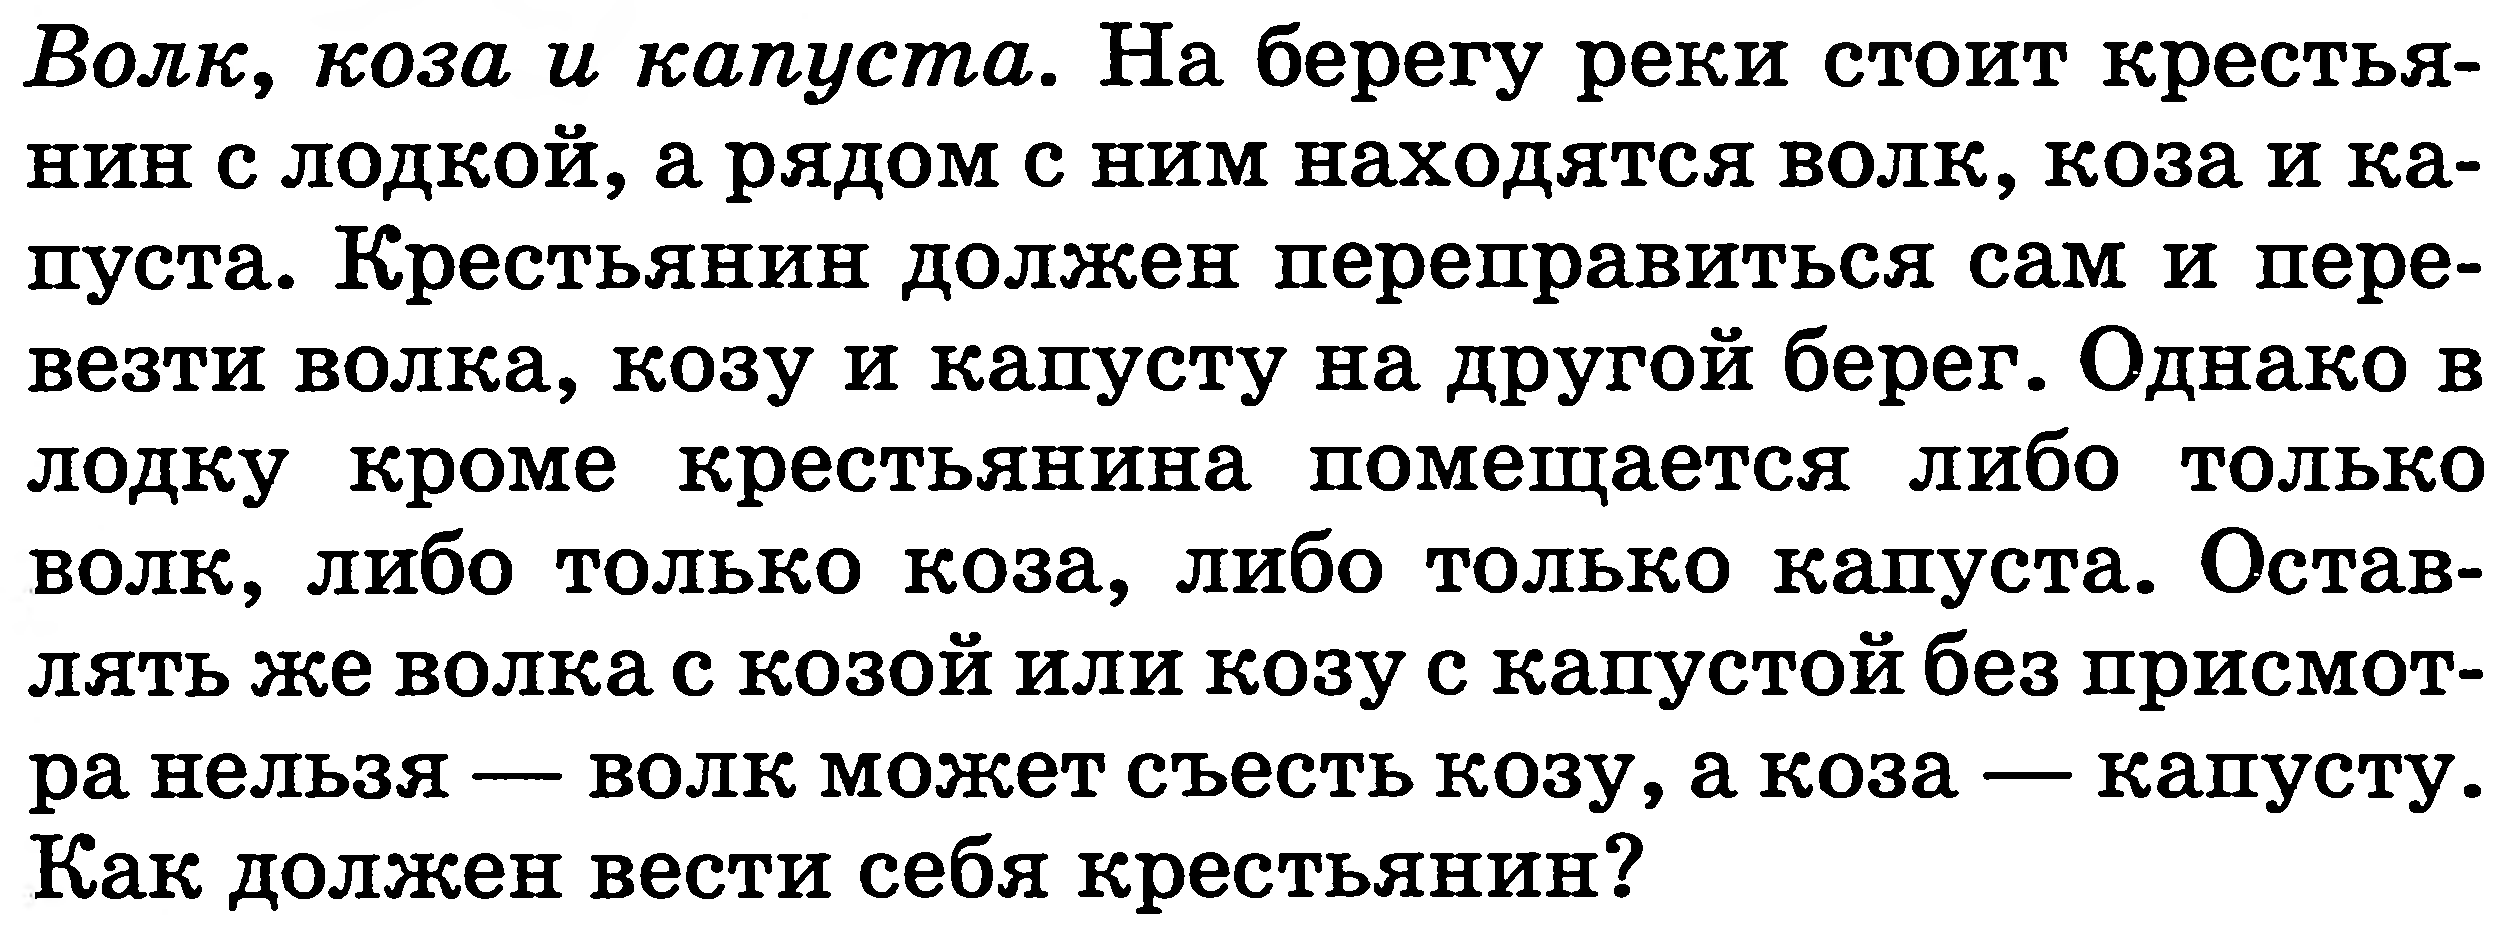 Волк, коза и капуста. На берегу реки стоит крестья-
нин с лодкой, а рядом с ним находятся волк, коза и ка-
пуста. Крестьянин должен переправиться сам и пере-
везти волка, козу и капусту на другой берег. Однако в
лодку кроме крестьянина помещается либо только
волк, либо только коза, либо только капуста. Остав-
лять же волка с козой или козу с капустой без присмот-
ра нельзя — волк может съесть козу, а коза — капусту.
Как должен вести себя крестьянин?